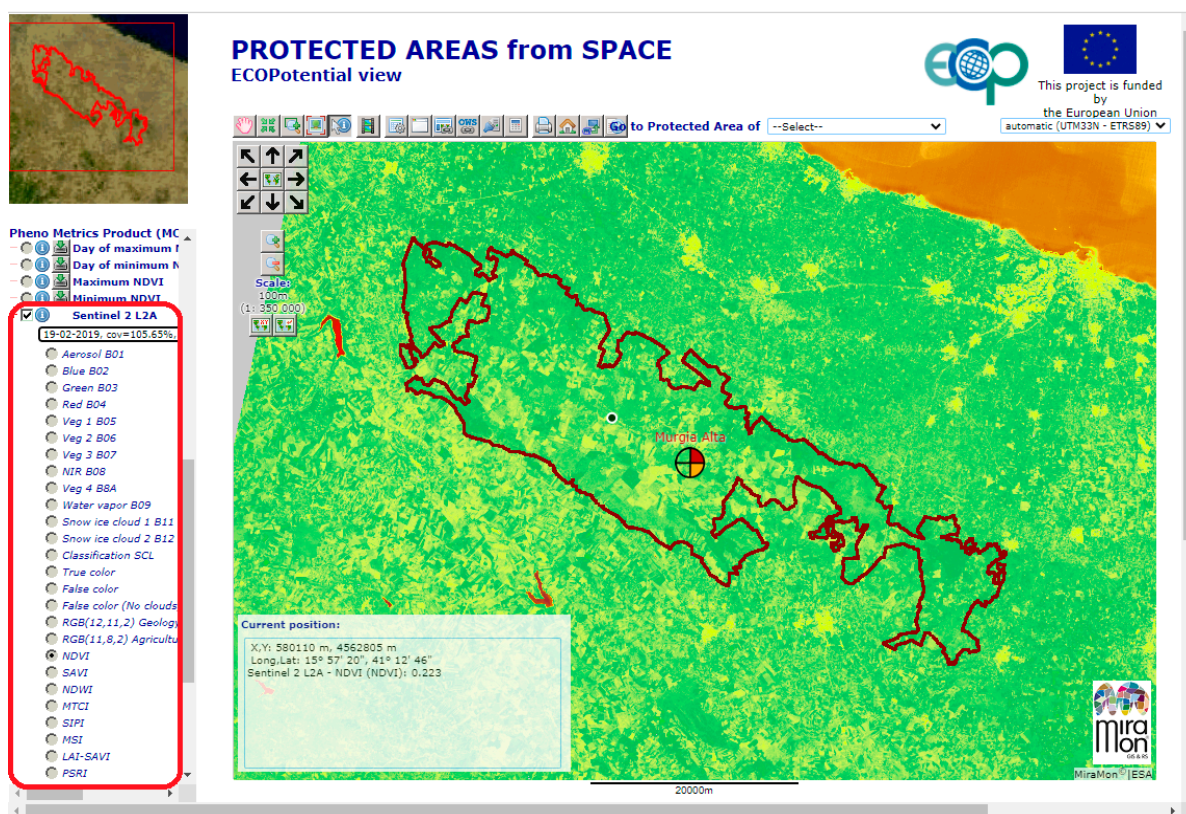 PROTECTED AREAS from SPACE
ECOPotential view
ecop
This project is funded
by
the European Union
OWS
Go to Protected Area of --Select--
automatic (UTM33N - ETRS89)
Scale:
100m
(1: 350 000)
Pheno Metrics Product (MC
Day of maximum N
Day of minimum N
Maximum NDVI
Minimum NDVI
Sentinel 2 L2A
19-02-2019, cov=105.65%,
Aerosol B01
Blue B02
Green B03
Red B04
Veg 1 B05
Veg 2 B06
Veg 3 B07
NIR B08
Veg 4 B8A
Water vapor B09
Snow ice cloud 1 B11
Snow ice cloud 2 B12
Classification SCL
True color
False color
False color (No clouds
RGB(12,11,2) Geology
RGB(11,8,2) Agricultu
NDVI
SAVI
NDWI
MTCI
SIPI
MSI
LAI-SAVI
PSRI
Murgia Alta
Current position:
X,Y: 580110 m, 4562805 m
Long,Lat: 15° 57' 20", 41° 12' 46"
Sentinel 2 L2A - NDVI (NDVI): 0.223
mira
mon
GIS & RS
MiraMon©|ESA
20000m